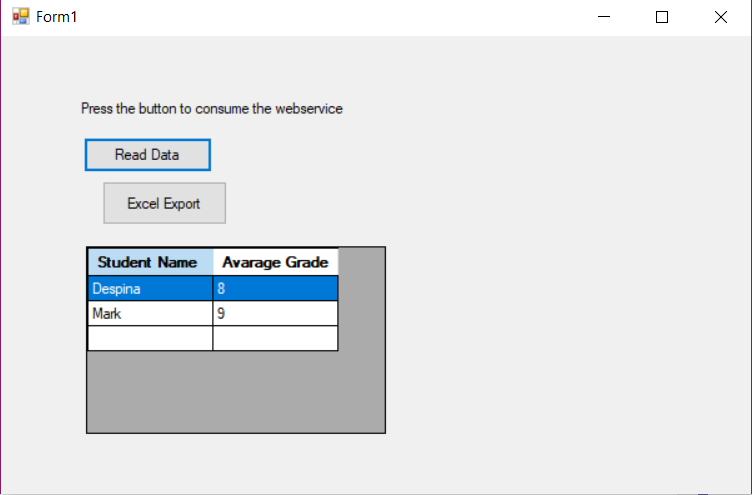 Form1
Press the button to consume the webservice
Read Data
Excel Export
Student Name Avarage Grade
Despina 8
Mark 9